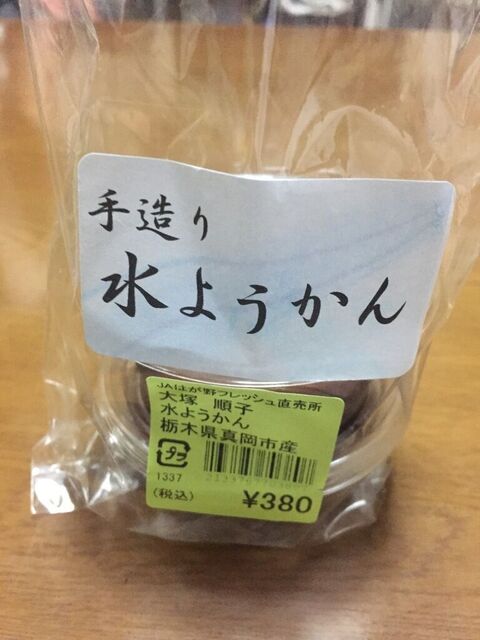 手造り
水ようかん
JAはが野フレッシュ直売所
大塚 順子
水ようかん
栃木県真岡市産
プラ
1337
(税込) ¥380